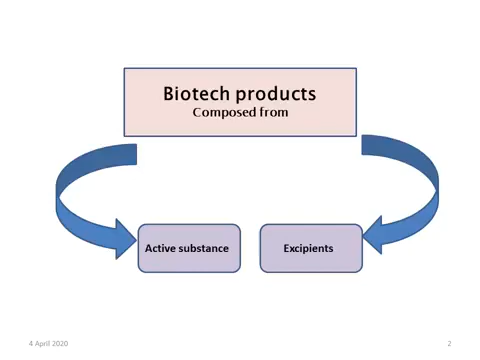 Biotech products
Composed from
Active substance
Excipients
4 April 2020
2